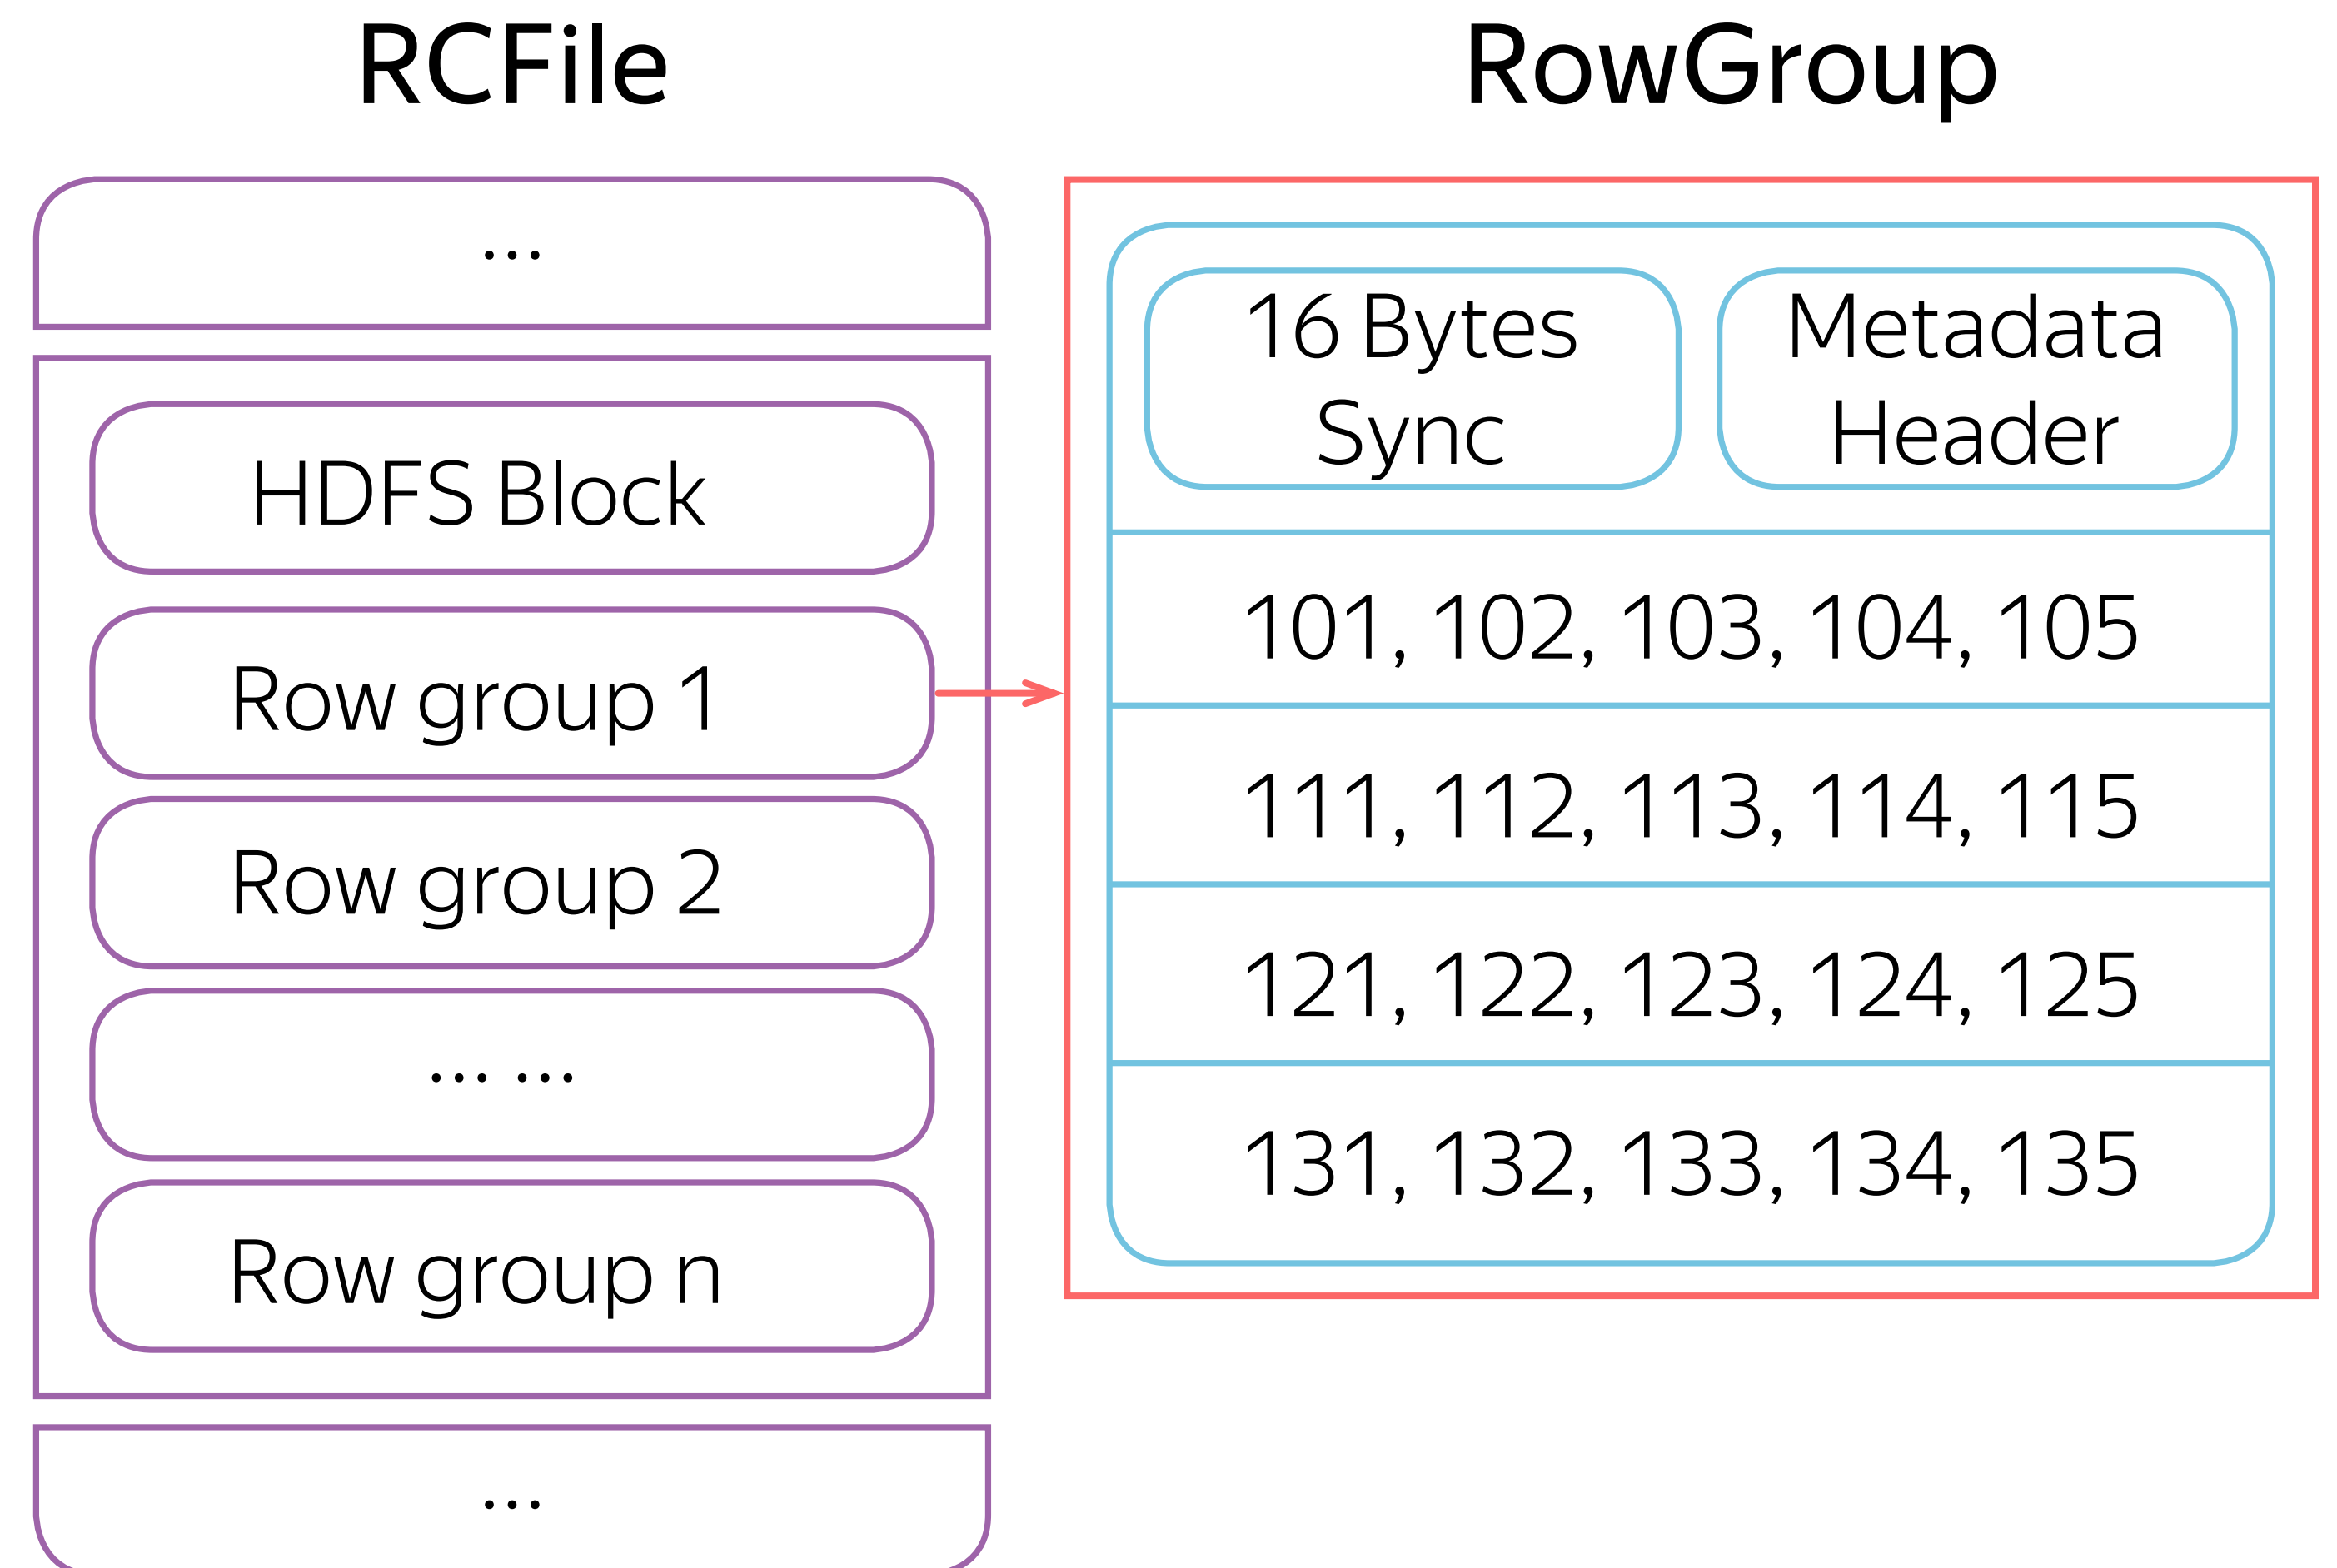 RCFile
...
HDFS Block
Row group 1
Row group 2
... ...
Row group n
...
RowGroup
16 Bytes
Sync
Metadata
Header
101, 102, 103, 104, 105
111, 112, 113, 114, 115
121, 122, 123, 124, 125
131, 132, 133, 134, 135